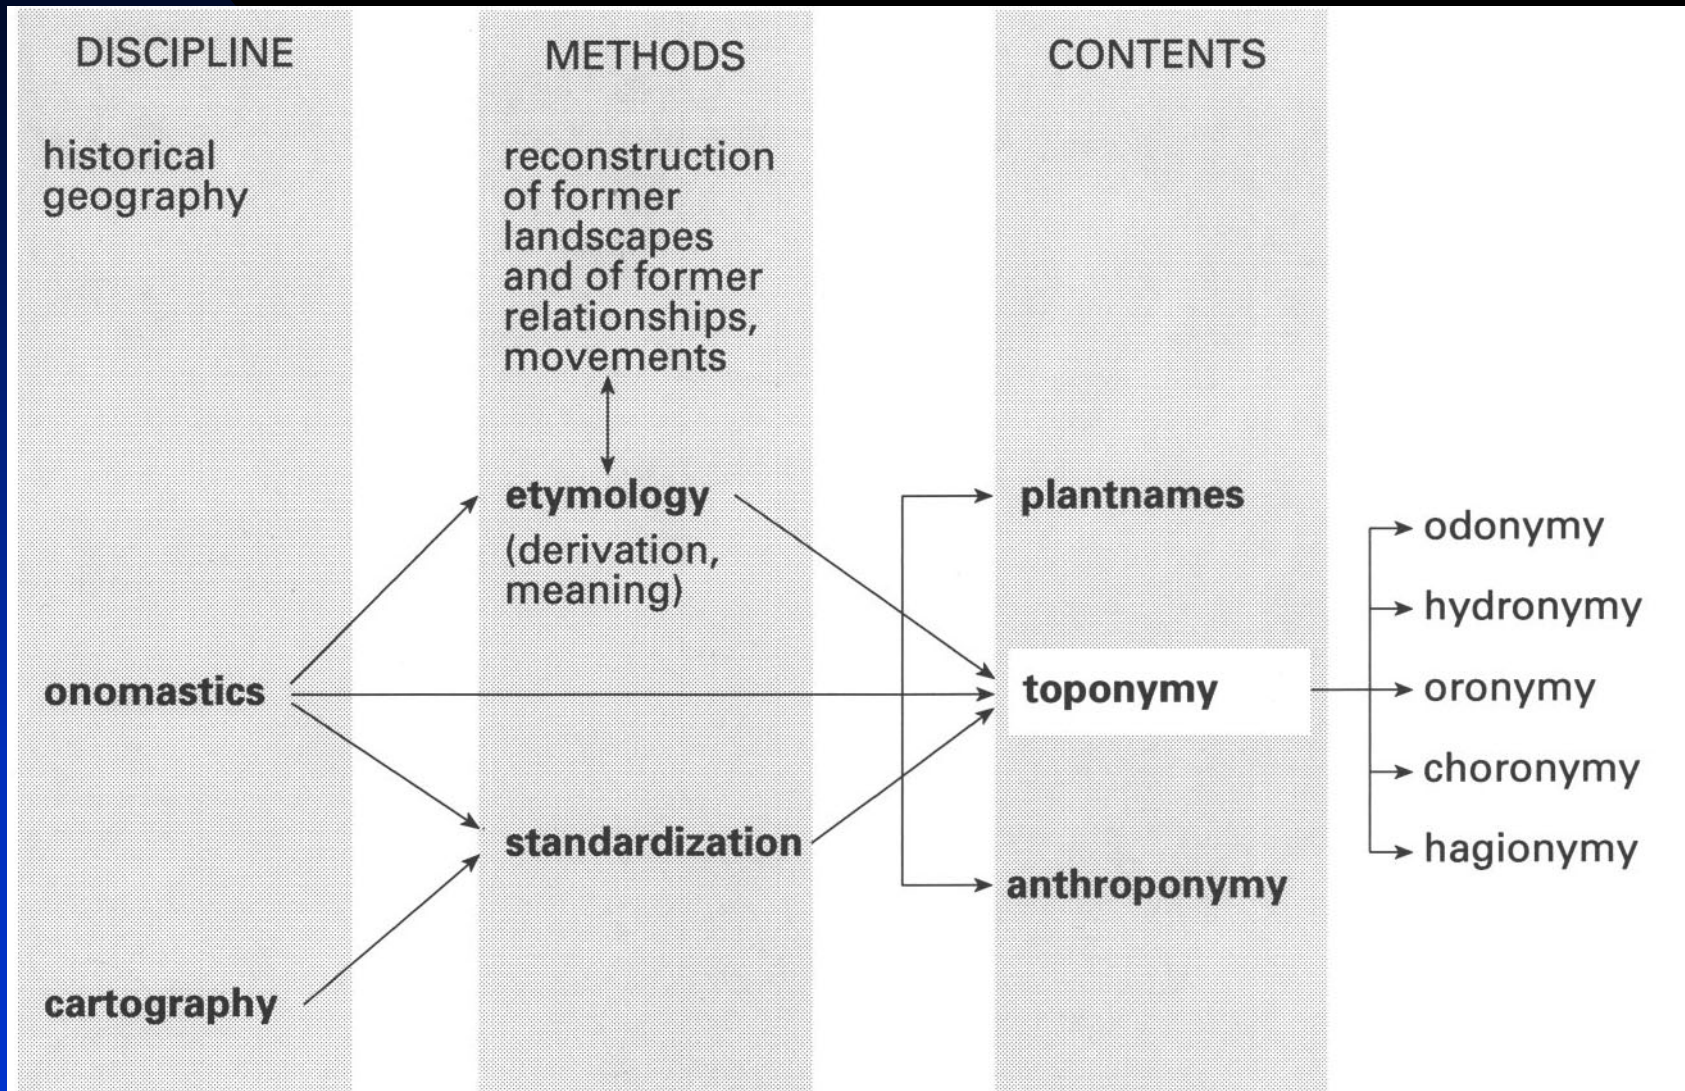 DISCIPLINE
historical
geography
onomastics
cartography
METHODS
reconstruction
of former
landscapes
and of former
relationships,
movements
etymology
(derivation,
meaning)
standardization
CONTENTS
plantnames
toponymy
anthroponymy
odonymy
hydronymy
oronymy
choronymy
hagionymy